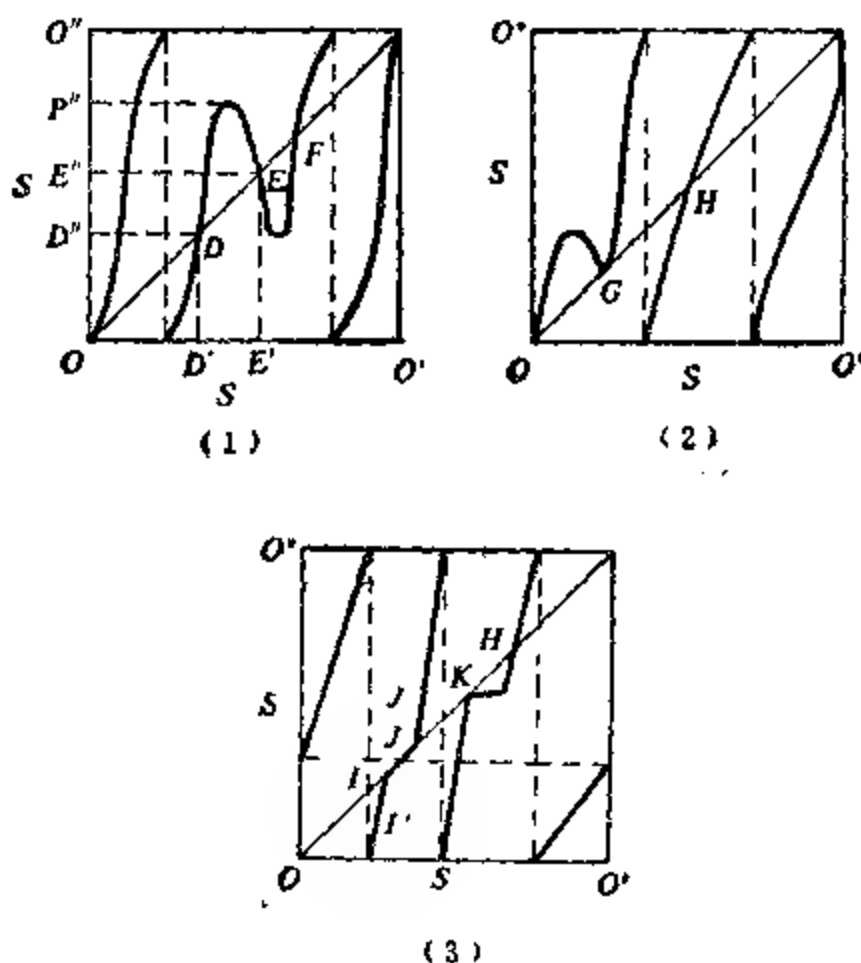 O"
P"
E"
S
D"
E
F
D
O
D'
E'
O'
S
(1)
O"
S
H
G
O
S
O"
(2)
O"
H
K
S
J
J
I
I'
O
S
O"
(3)